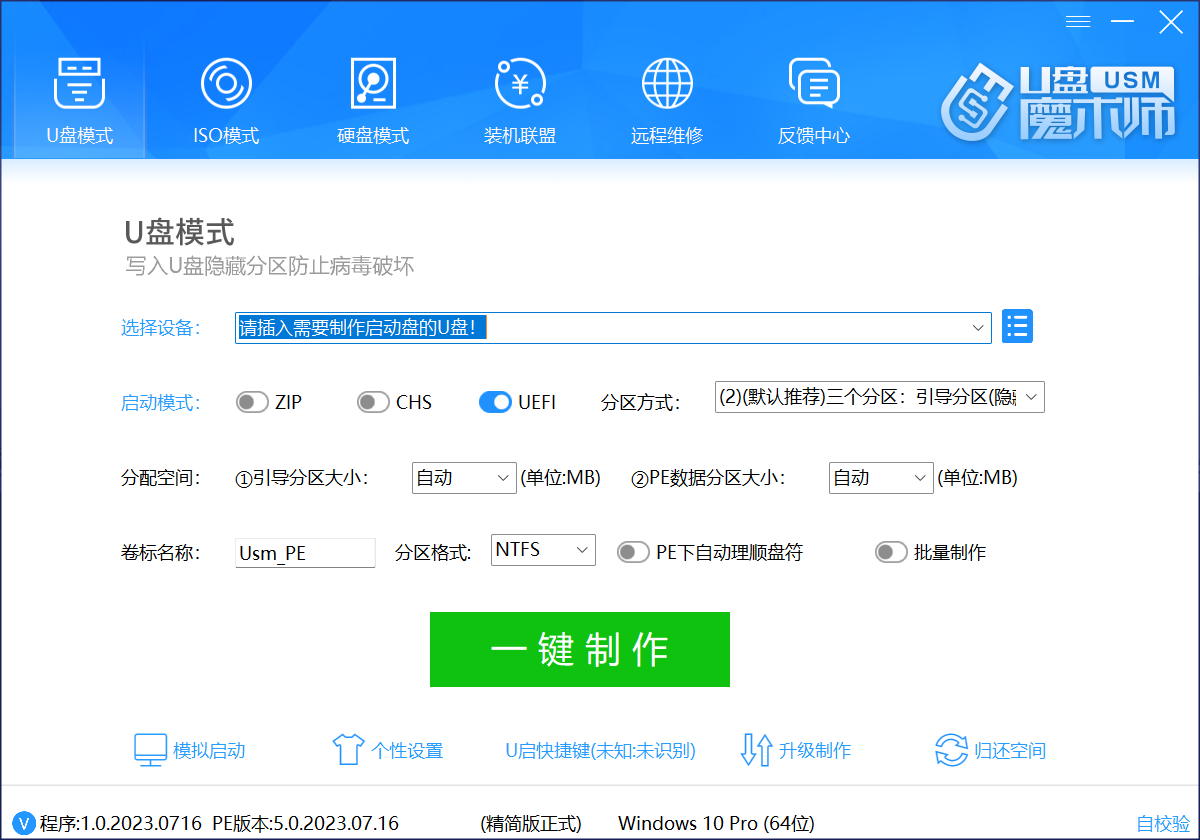 U盘模式 ISO模式 硬盘模式 装机联盟 远程维修 反馈中心
U盘 USM
魔术师
U盘模式
写入U盘隐藏分区防止病毒破坏
选择设备： 请插入需要制作启动盘的U盘！
启动模式： ZIP CHS UEFI 分区方式： (2)(默认推荐)三个分区：引导分区(隐
分配空间： ①引导分区大小： 自动 (单位:MB) ②PE数据分区大小： 自动 (单位:MB)
卷标名称： Usm_PE 分区格式: NTFS PE下自动理顺盘符 批量制作
一键制作
模拟启动 个性设置 U启快捷键(未知:未识别) 升级制作 归还空间
V 程序:1.0.2023.0716 PE版本:5.0.2023.07.16 (精简版正式) Windows 10 Pro (64位) 自校验